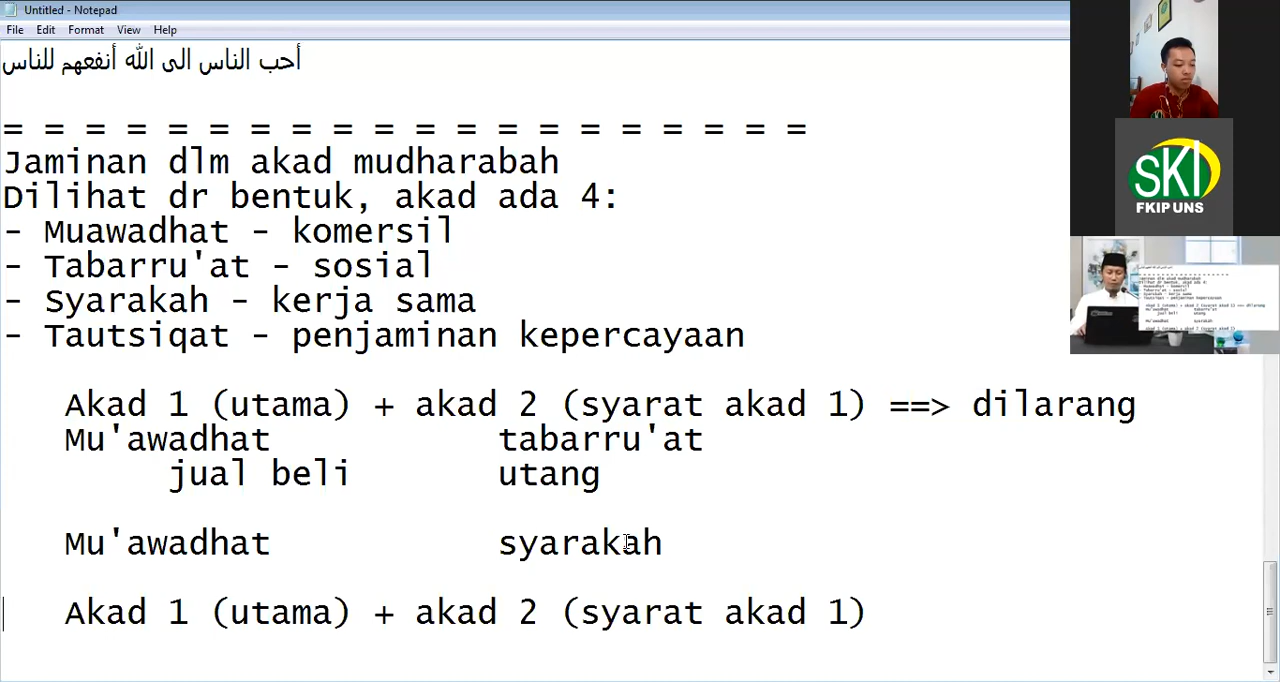 Untitled - Notepad
File Edit Format View Help
أحب الناس الى الله أنفعهم للناس
= = = = = = = = = = = = = = = = = = = =
Jaminan dlm akad mudharabah
Dilihat dr bentuk, akad ada 4:
- Muawadhat - komersil
- Tabarru'at - sosial
- Syarakah - kerja sama
- Tautsiqat - penjaminan kepercayaan
Akad 1 (utama) + akad 2 (syarat akad 1) ==> dilarang
Mu'awadhat tabarru'at
jual beli utang
Mu'awadhat syarakah
Akad 1 (utama) + akad 2 (syarat akad 1)
SKI
FKIP UNS